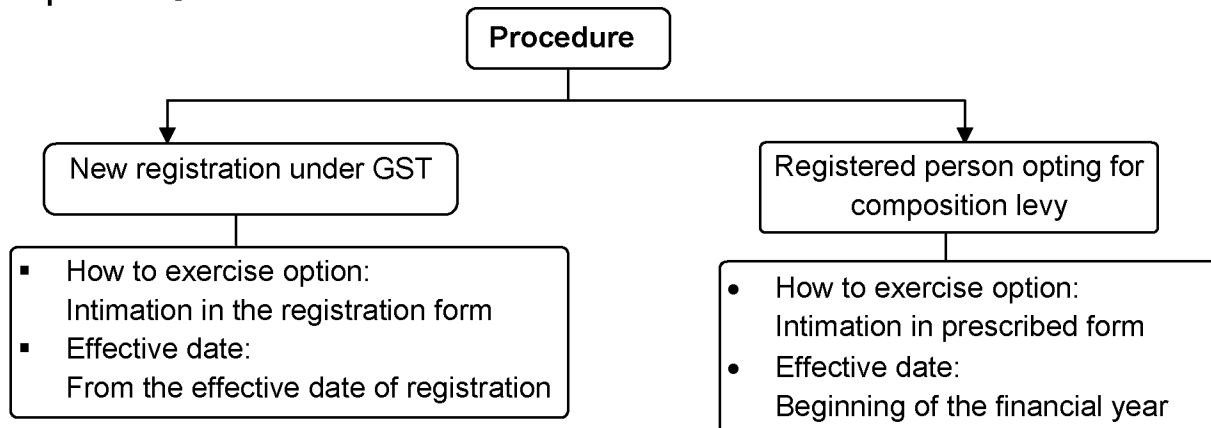 Procedure
New registration under GST
Registered person opting for
composition levy
▪ How to exercise option:
Intimation in the registration form
▪ Effective date:
From the effective date of registration
• How to exercise option:
Intimation in prescribed form
• Effective date:
Beginning of the financial year